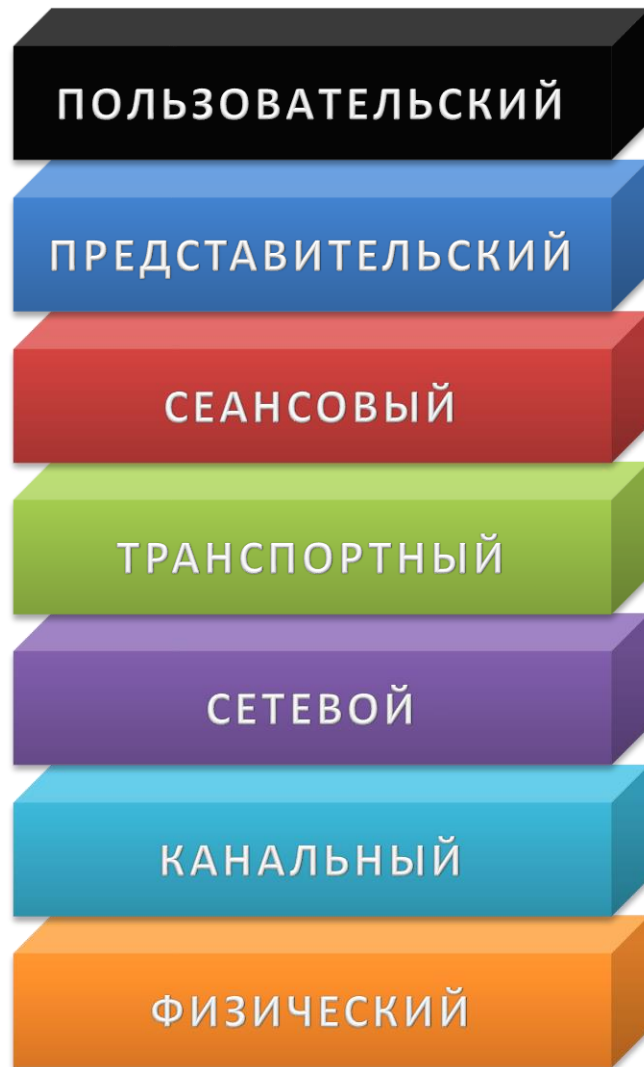 ПОЛЬЗОВАТЕЛЬСКИЙ
ПРЕДСТАВИТЕЛЬСКИЙ
СЕАНСОВЫЙ
ТРАНСПОРТНЫЙ
СЕТЕВОЙ
КАНАЛЬНЫЙ
ФИЗИЧЕСКИЙ